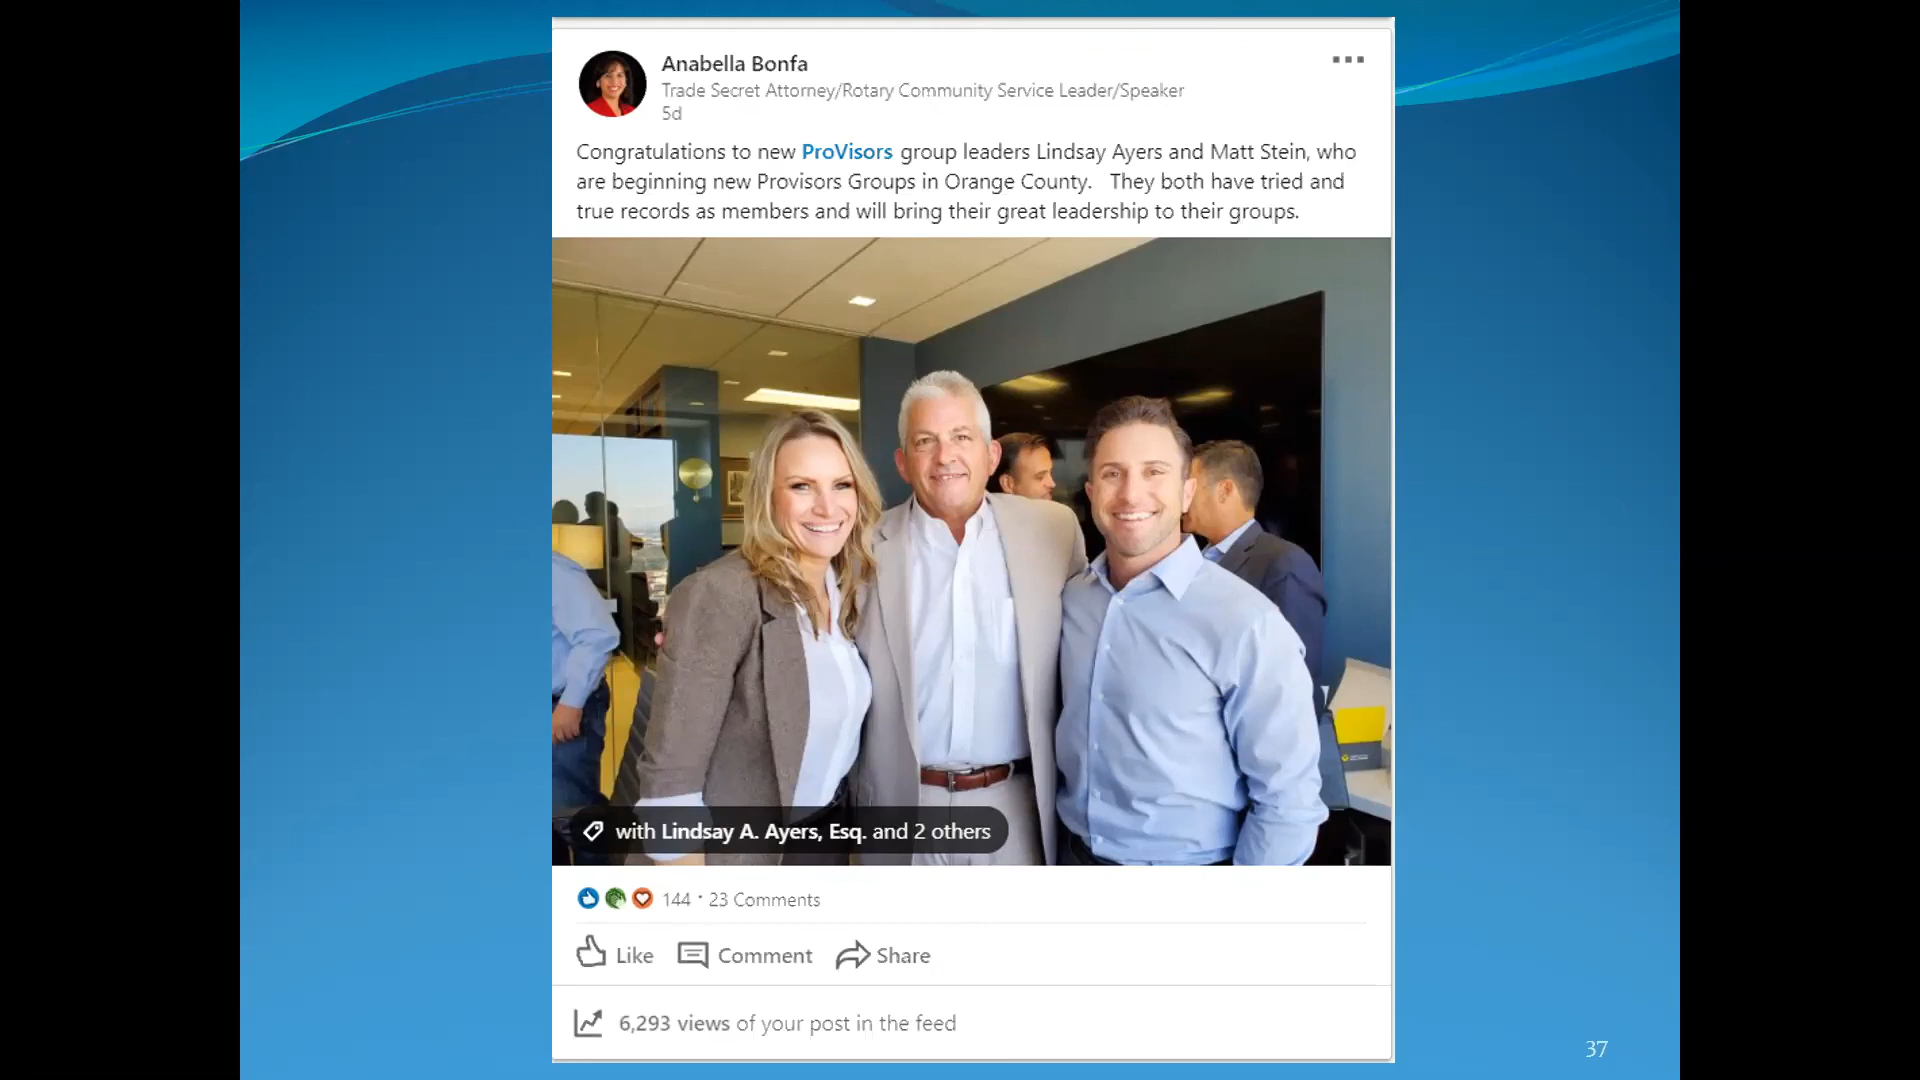 Anabella Bonfa
Trade Secret Attorney/Rotary Community Service Leader/Speaker
5d
Congratulations to new ProVisors group leaders Lindsay Ayers and Matt Stein, who
are beginning new Provisors Groups in Orange County. They both have tried and
true records as members and will bring their great leadership to their groups.
with Lindsay A. Ayers, Esq. and 2 others
144 · 23 Comments
Like Comment Share
6,293 views of your post in the feed
37